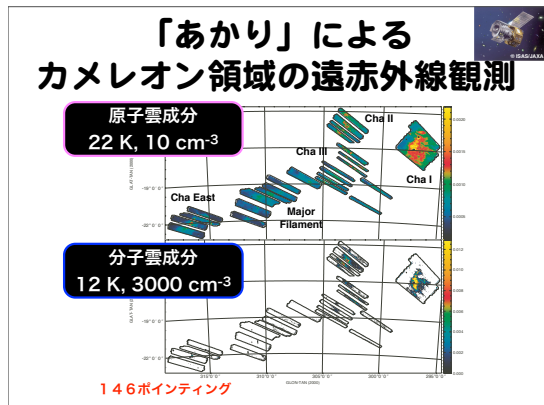 「あかり」による
カメレオン領域の遠赤外線観測
© ISAS/JAXA
原子雲成分
22 K, 10 cm-3
Cha II
Cha III
Cha I
Cha East
Major
Filament
分子雲成分
12 K, 3000 cm-3
146ポインティング